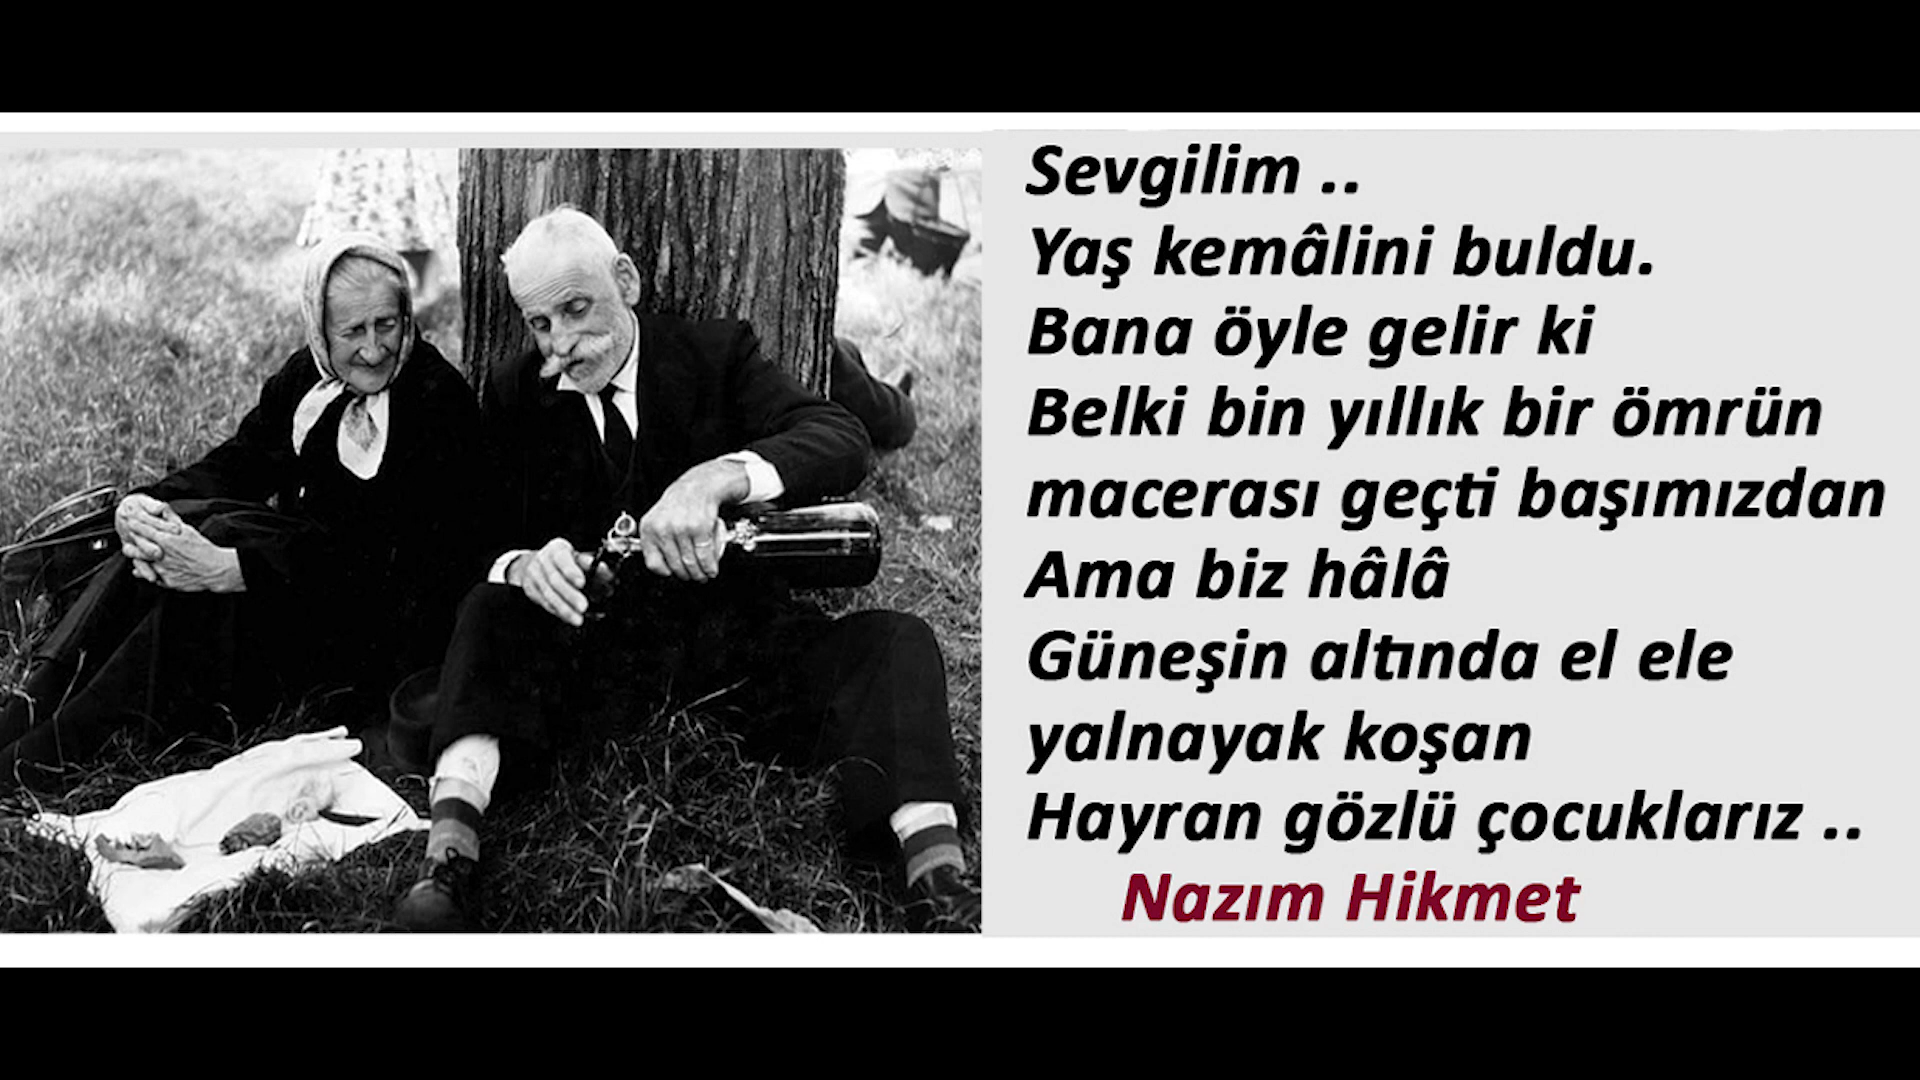 Sevgilim ..
Yaş kemâlini buldu.
Bana öyle gelir ki
Belki bin yıllık bir ömrün
macerası geçti başımızdan
Ama biz hâlâ
Güneşin altında el ele
yalnayak koşan
Hayran gözlü çocuklarız ..
Nazım Hikmet